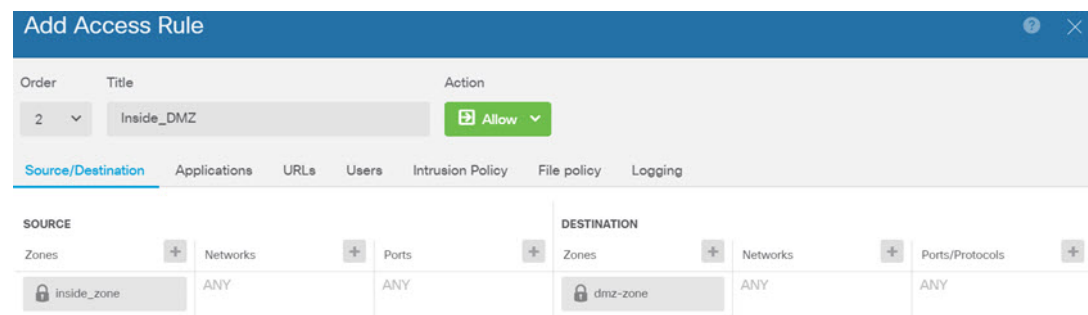 Add Access Rule
Order Title Action
2 Inside_DMZ Allow
Source/Destination Applications URLs Users Intrusion Policy File policy Logging
SOURCE DESTINATION
Zones Networks Ports Zones Networks Ports/Protocols
inside_zone ANY ANY dmz-zone ANY ANY